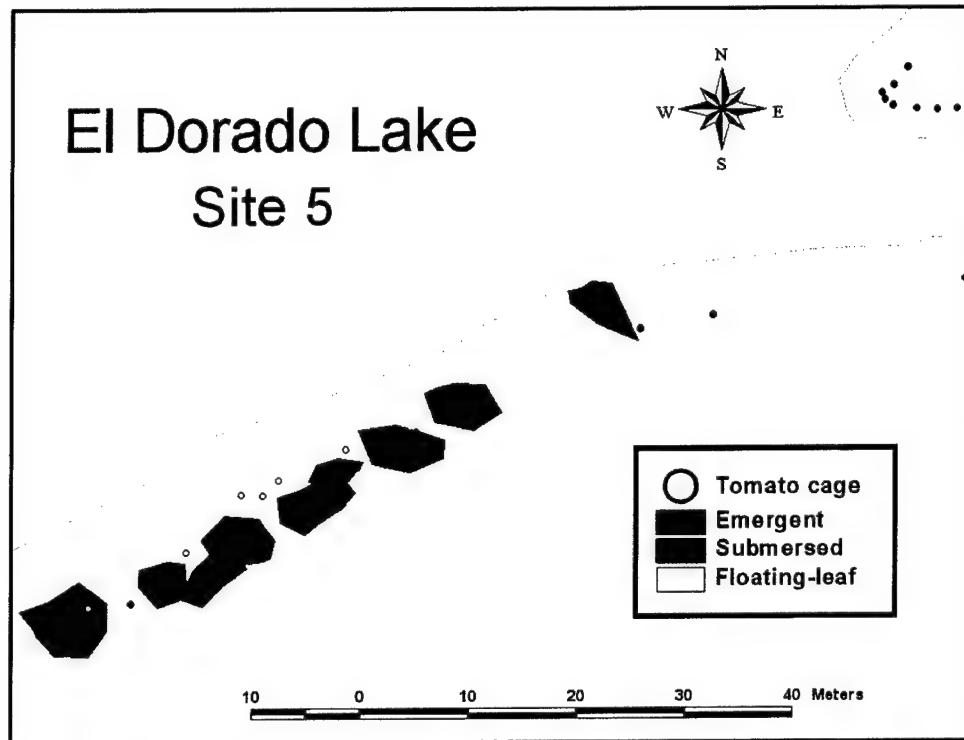 El Dorado Lake
Site 5
N
W E
S
Tomato cage
Emergent
Submersed
Floating-leaf
10 0 10 20 30 40 Meters